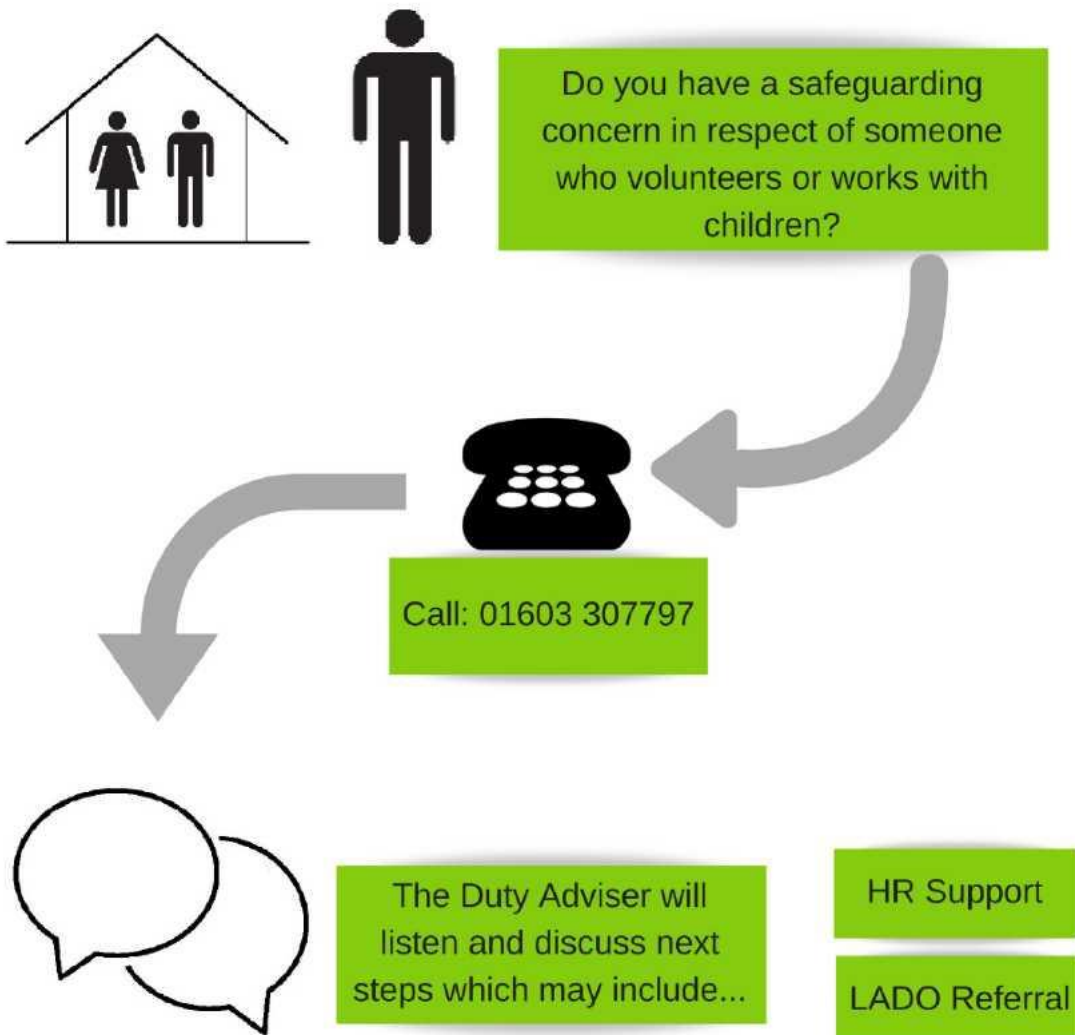 Do you have a safeguarding
concern in respect of someone
who volunteers or works with
children?
Call: 01603 307797
The Duty Adviser will
listen and discuss next
steps which may include...
HR Support
LADO Referral